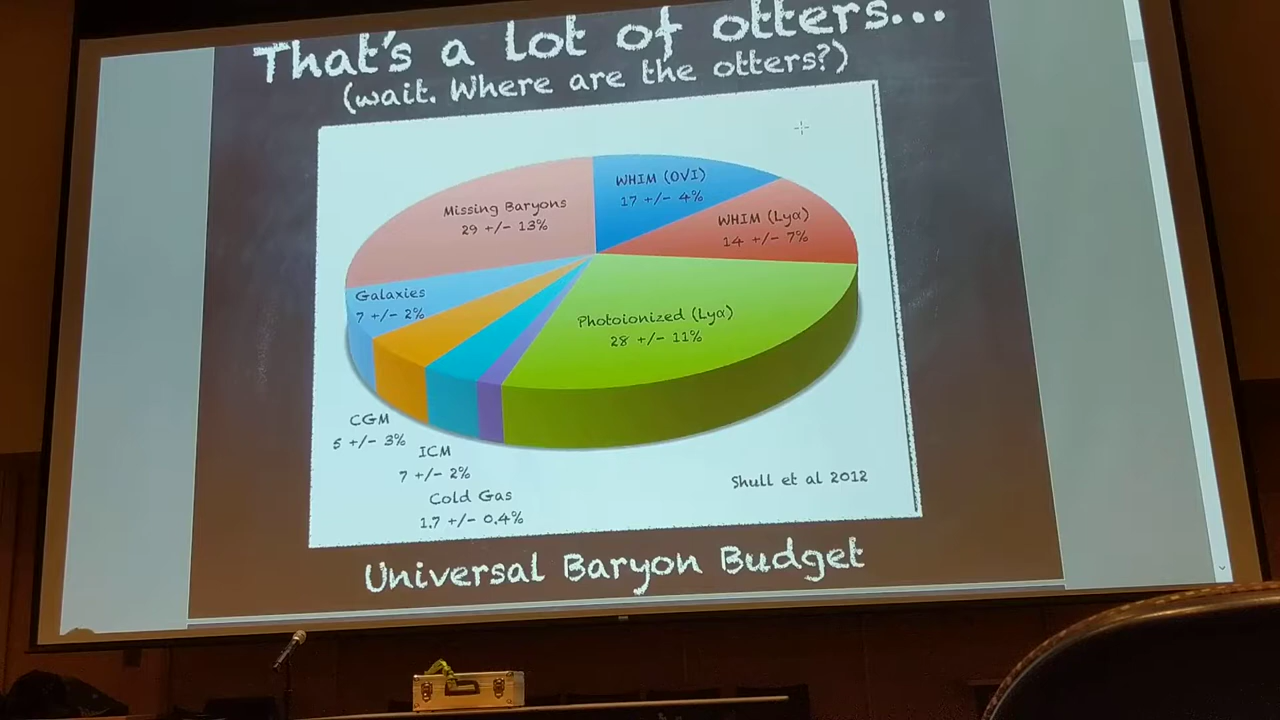 That's a lot of otters...
(wait. Where are the otters?)
WHIM (OVI)
17 +/- 4%
Missing Baryons
29 +/- 13%
WHIM (Lyα)
14 +/- 7%
Galaxies
7 +/- 2%
Photoionized (Lyα)
28 +/- 11%
CGM
5 +/- 3%
ICM
7 +/- 2%
Cold Gas
1.7 +/- 0.4%
Shull et al 2012
Universal Baryon Budget